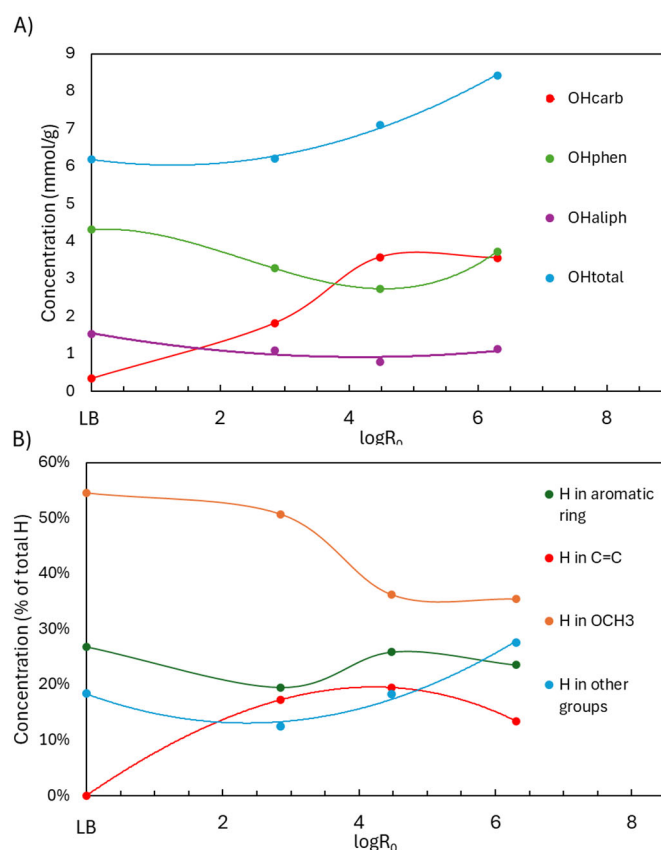 A)
9
8
7
6
5
4
3
2
1
0
Concentration (mmol/g)
LB
2
4
6
8
logR₀
OHcarb
OHphen
OHaliph
OHtotal
B)
60%
50%
40%
30%
20%
10%
0%
Concentration (% of total H)
LB
2
4
6
8
logR₀
H in aromatic
ring
H in C=C
H in OCH3
H in other
groups